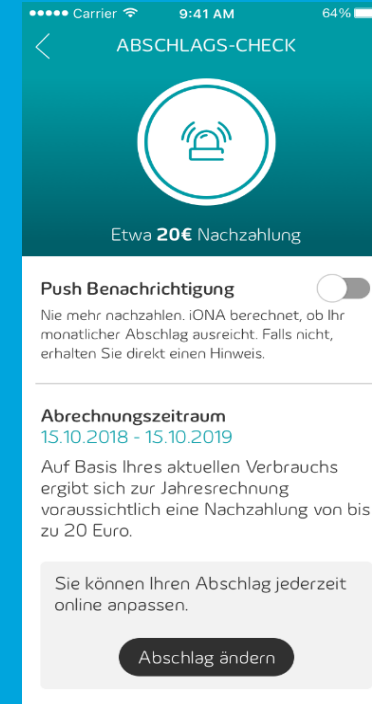 Carrier 9:41 AM 64%
ABSCHLAGS-CHECK
Etwa 20€ Nachzahlung
Push Benachrichtigung
Nie mehr nachzahlen. iONA berechnet, ob Ihr
monatlicher Abschlag ausreicht. Falls nicht,
erhalten Sie direkt einen Hinweis.
Abrechnungszeitraum
15.10.2018 - 15.10.2019
Auf Basis Ihres aktuellen Verbrauchs
ergibt sich zur Jahresrechnung
voraussichtlich eine Nachzahlung von bis
zu 20 Euro.
Sie können Ihren Abschlag jederzeit
online anpassen.
Abschlag ändern